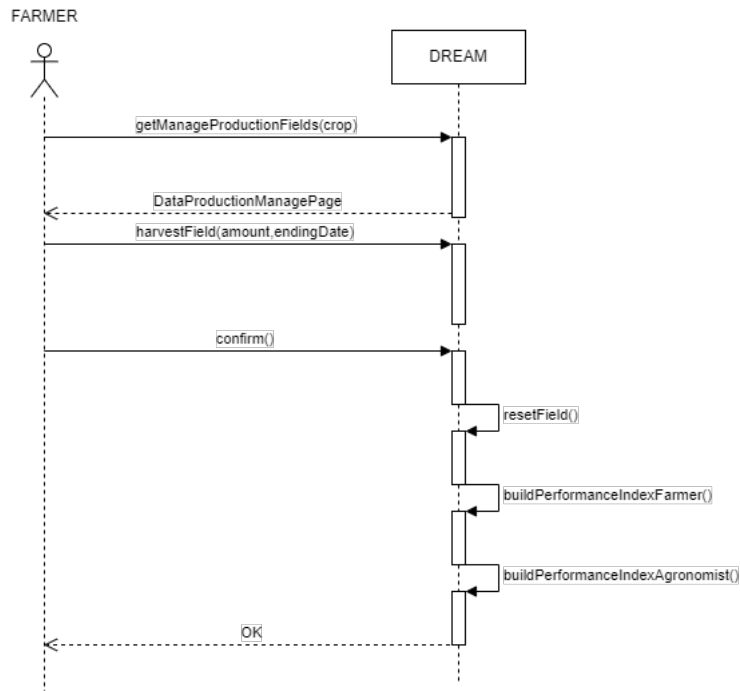 FARMER
DREAM
getManageProductionFields(crop)
DataProductionManagePage
harvestField(amount,endingDate)
confirm()
resetField()
buildPerformanceIndexFarmer()
buildPerformanceIndexAgronomist()
OK